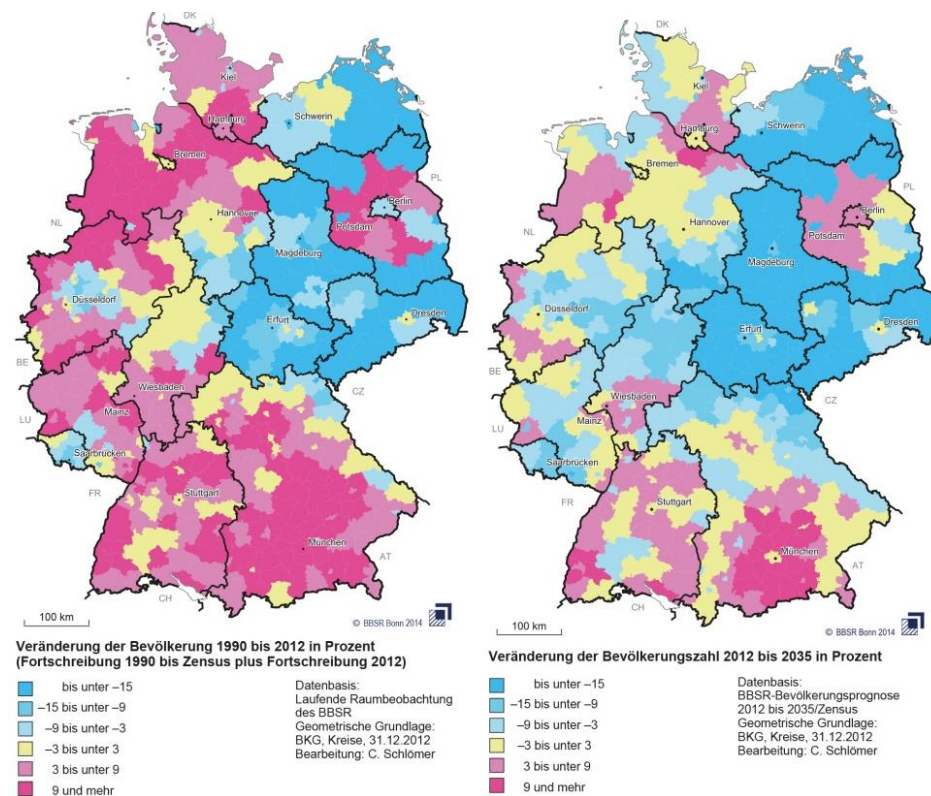 DK
Kiel
Schwerin
Hamburg
Bremen
PL
Berlin
Hannover
Potsdam
NL
Magdeburg
Düsseldorf
Erfurt
Dresden
BE
Wiesbaden
CZ
LU
Mainz
Saarbrücken
FR
Stuttgart
München
AT
CH
100 km
© BBSR Bonn 2014
Veränderung der Bevölkerung 1990 bis 2012 in Prozent
(Fortschreibung 1990 bis Zensus plus Fortschreibung 2012)
bis unter –15
–15 bis unter –9
–9 bis unter –3
–3 bis unter 3
3 bis unter 9
9 und mehr
Datenbasis:
Laufende Raumbeobachtung
des BBSR
Geometrische Grundlage:
BKG, Kreise, 31.12.2012
Bearbeitung: C. Schlömer
DK
Kiel
Schwerin
Hamburg
Bremen
PL
Berlin
Hannover
Potsdam
NL
Magdeburg
Düsseldorf
Erfurt
Dresden
BE
Wiesbaden
CZ
LU
Mainz
Saarbrücken
FR
Stuttgart
München
AT
CH
100 km
© BBSR Bonn 2014
Veränderung der Bevölkerungszahl 2012 bis 2035 in Prozent
bis unter –15
–15 bis unter –9
–9 bis unter –3
–3 bis unter 3
3 bis unter 9
9 und mehr
Datenbasis:
BBSR-Bevölkerungsprognose
2012 bis 2035/Zensus
Geometrische Grundlage:
BKG, Kreise, 31.12.2012
Bearbeitung: C. Schlömer